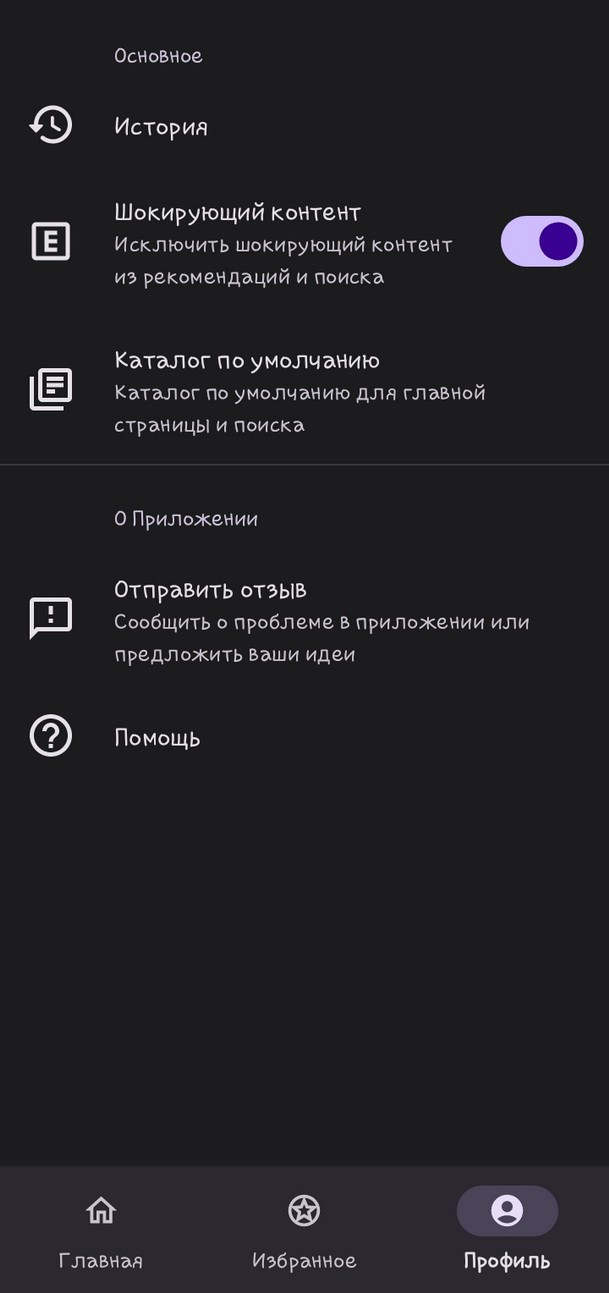 Основное
История
Шокирующий контент
Исключить шокирующий контент
из рекомендаций и поиска
E
Каталог по умолчанию
Каталог по умолчанию для главной
страницы и поиска
О Приложении
Отправить отзыв
Сообщить о проблеме в приложении или
предложить ваши идеи
Помощь
Главная
Избранное
Профиль